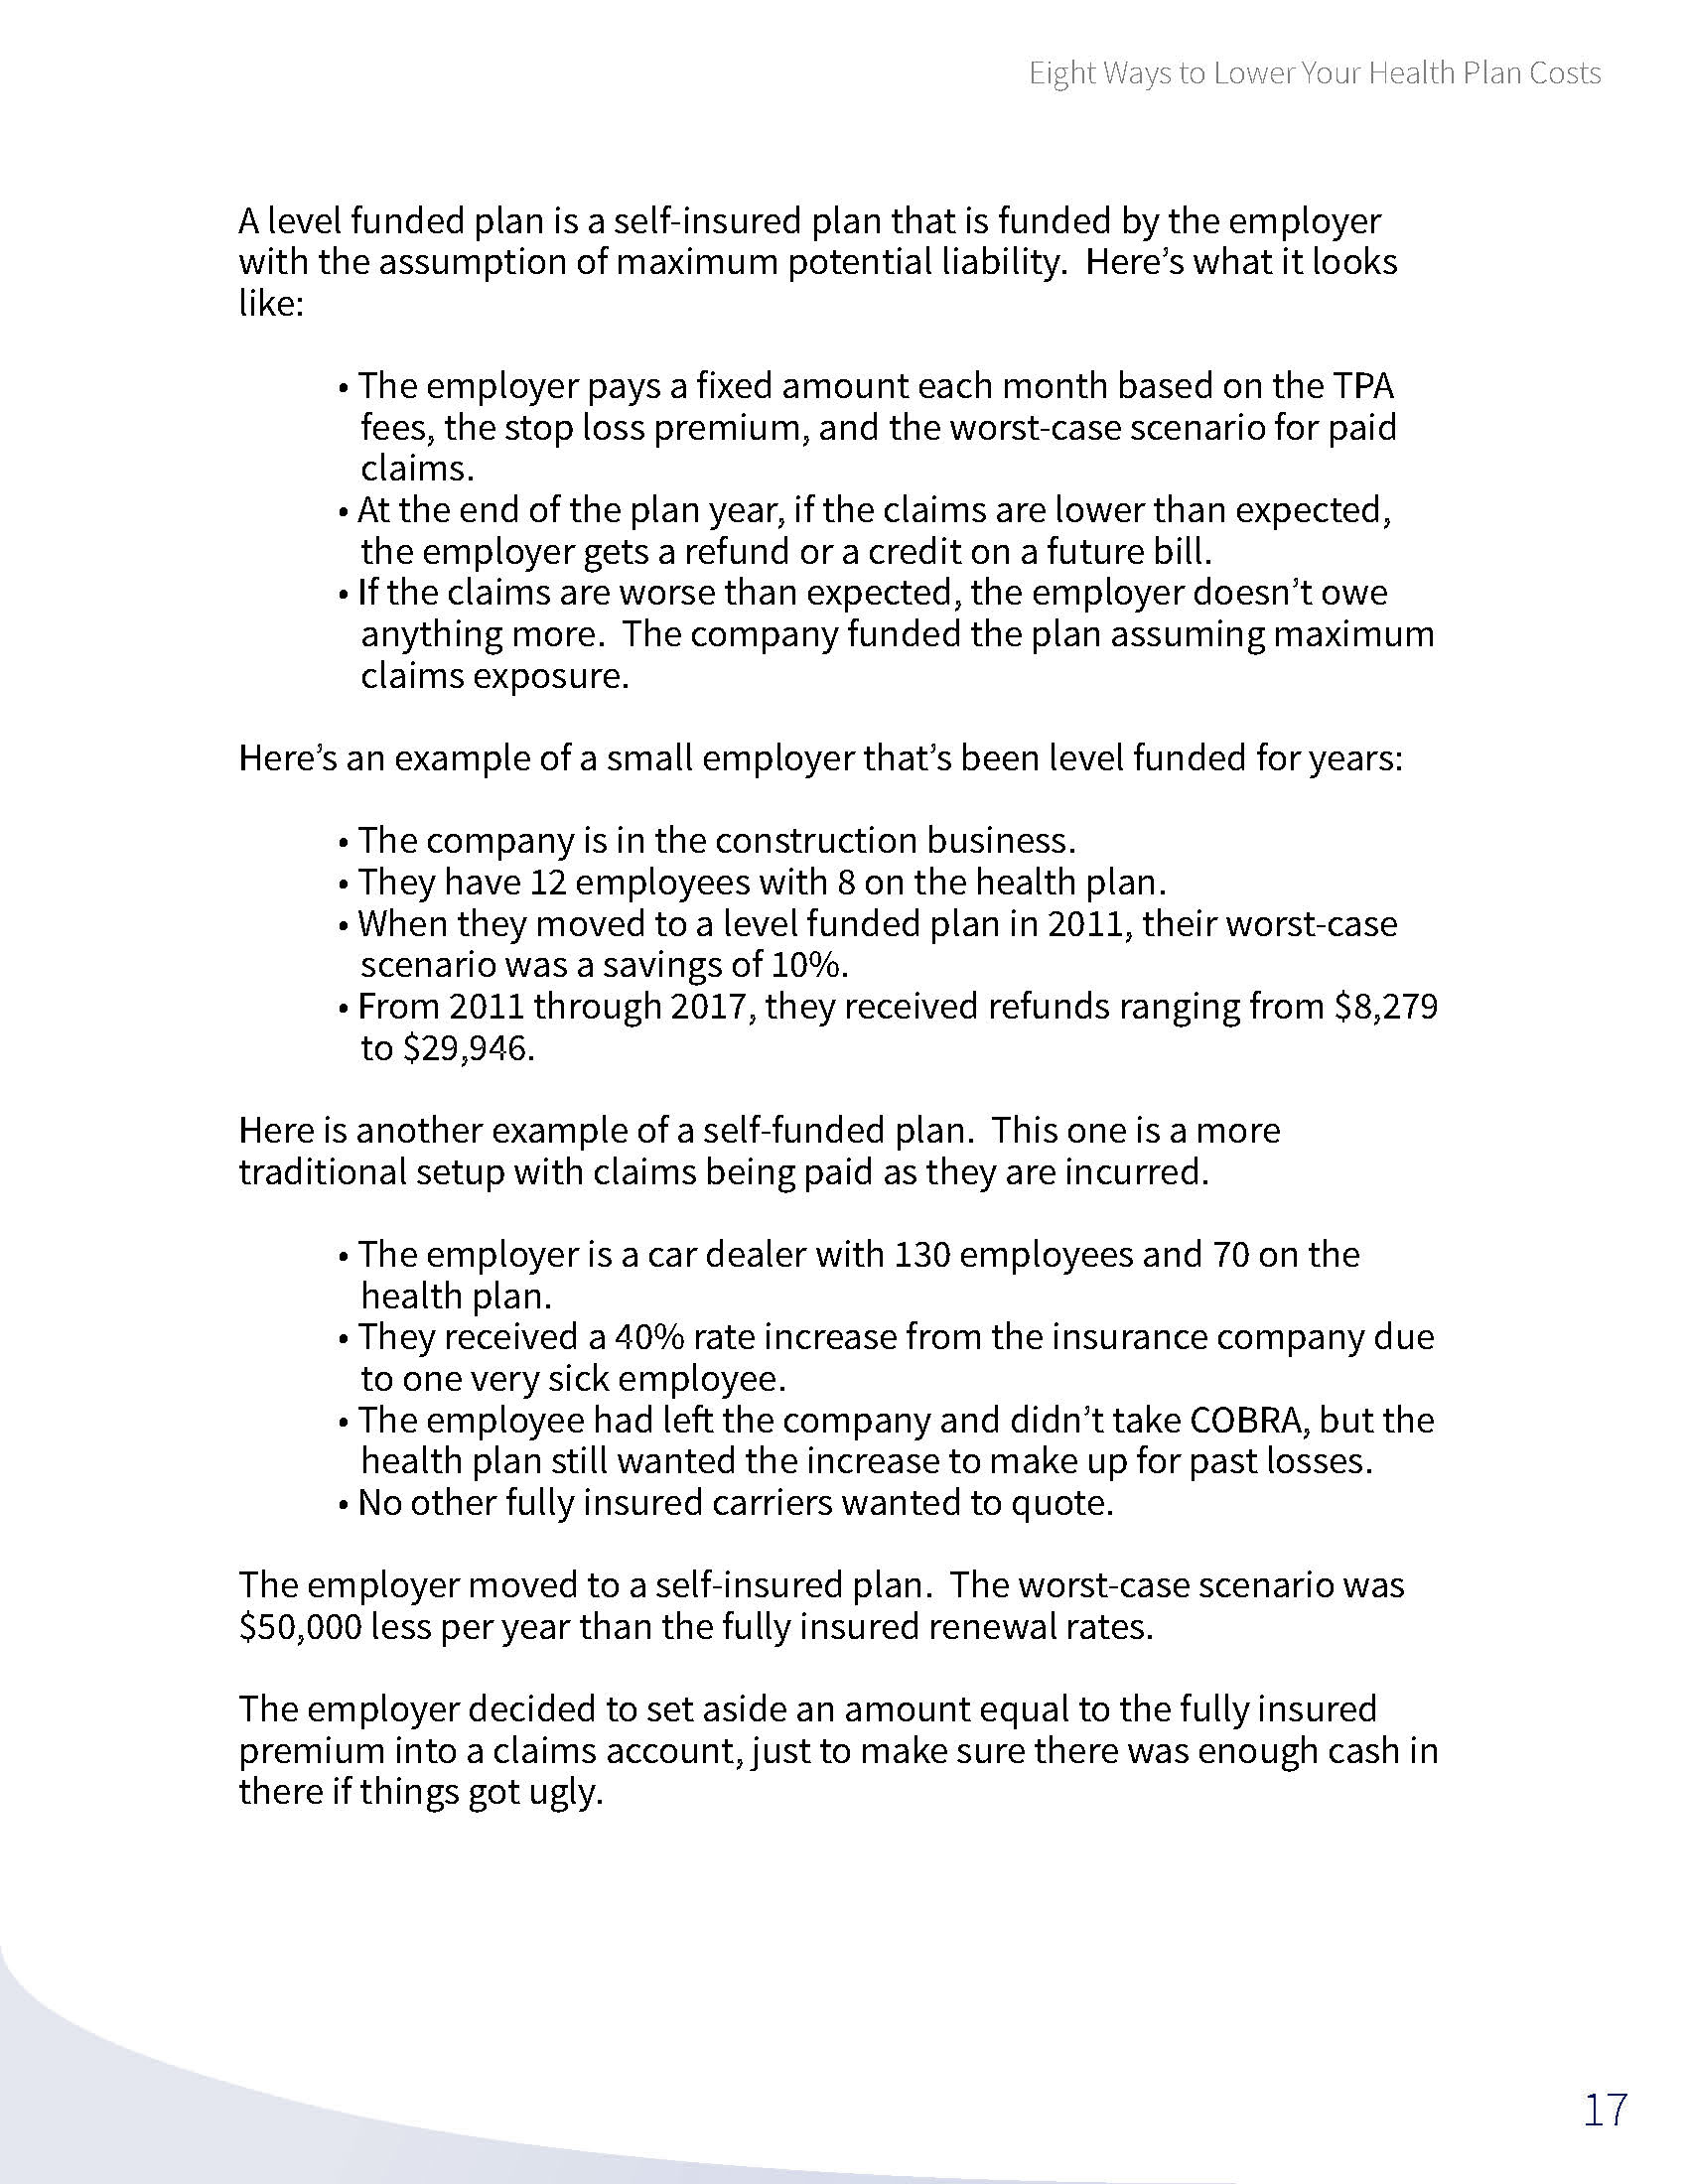 Eight Ways to Lower Your Health Plan Costs
A level funded plan is a self-insured plan that is funded by the employer
with the assumption of maximum potential liability.  Here’s what it looks
like:
• The employer pays a fixed amount each month based on the TPA
fees, the stop loss premium, and the worst-case scenario for paid
claims.
• At the end of the plan year, if the claims are lower than expected,
the employer gets a refund or a credit on a future bill.
• If the claims are worse than expected, the employer doesn’t owe
anything more.  The company funded the plan assuming maximum
claims exposure.
Here’s an example of a small employer that’s been level funded for years:
• The company is in the construction business.
• They have 12 employees with 8 on the health plan.
• When they moved to a level funded plan in 2011, their worst-case
scenario was a savings of 10%.
• From 2011 through 2017, they received refunds ranging from $8,279
to $29,946.
Here is another example of a self-funded plan.  This one is a more
traditional setup with claims being paid as they are incurred.
• The employer is a car dealer with 130 employees and 70 on the
health plan.
• They received a 40% rate increase from the insurance company due
to one very sick employee.
• The employee had left the company and didn’t take COBRA, but the
health plan still wanted the increase to make up for past losses.
• No other fully insured carriers wanted to quote.
The employer moved to a self-insured plan.  The worst-case scenario was
$50,000 less per year than the fully insured renewal rates.
The employer decided to set aside an amount equal to the fully insured
premium into a claims account, just to make sure there was enough cash in
there if things got ugly.
17